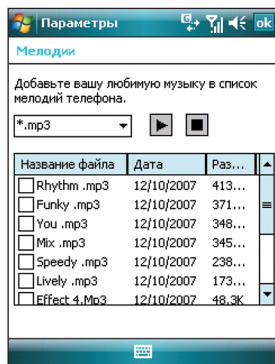 Параметры
G
ok
Мелодии
Добавьте вашу любимую музыку в список
мелодий телефона.
*.mp3
Название файла Дата Раз...
Rhythm .mp3 12/10/2007 413...
Funky .mp3 12/10/2007 371...
You .mp3 12/10/2007 348...
Mix .mp3 12/10/2007 345...
Speedy .mp3 12/10/2007 238...
Lively .mp3 12/10/2007 173...
Effect 4.Mp3 12/10/2007 48.3K